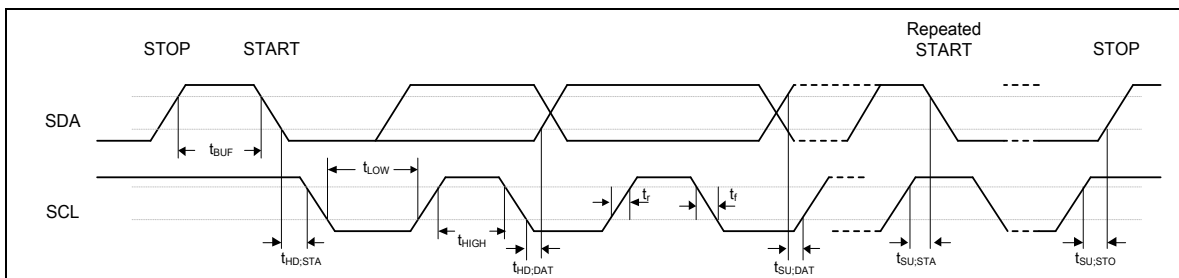 Repeated
STOP START START STOP
SDA
tBUF
tLOW
SCL
tr tf
tHIGH
tHD;STA tHD;DAT tSU;DAT tSU;STA tSU;STO